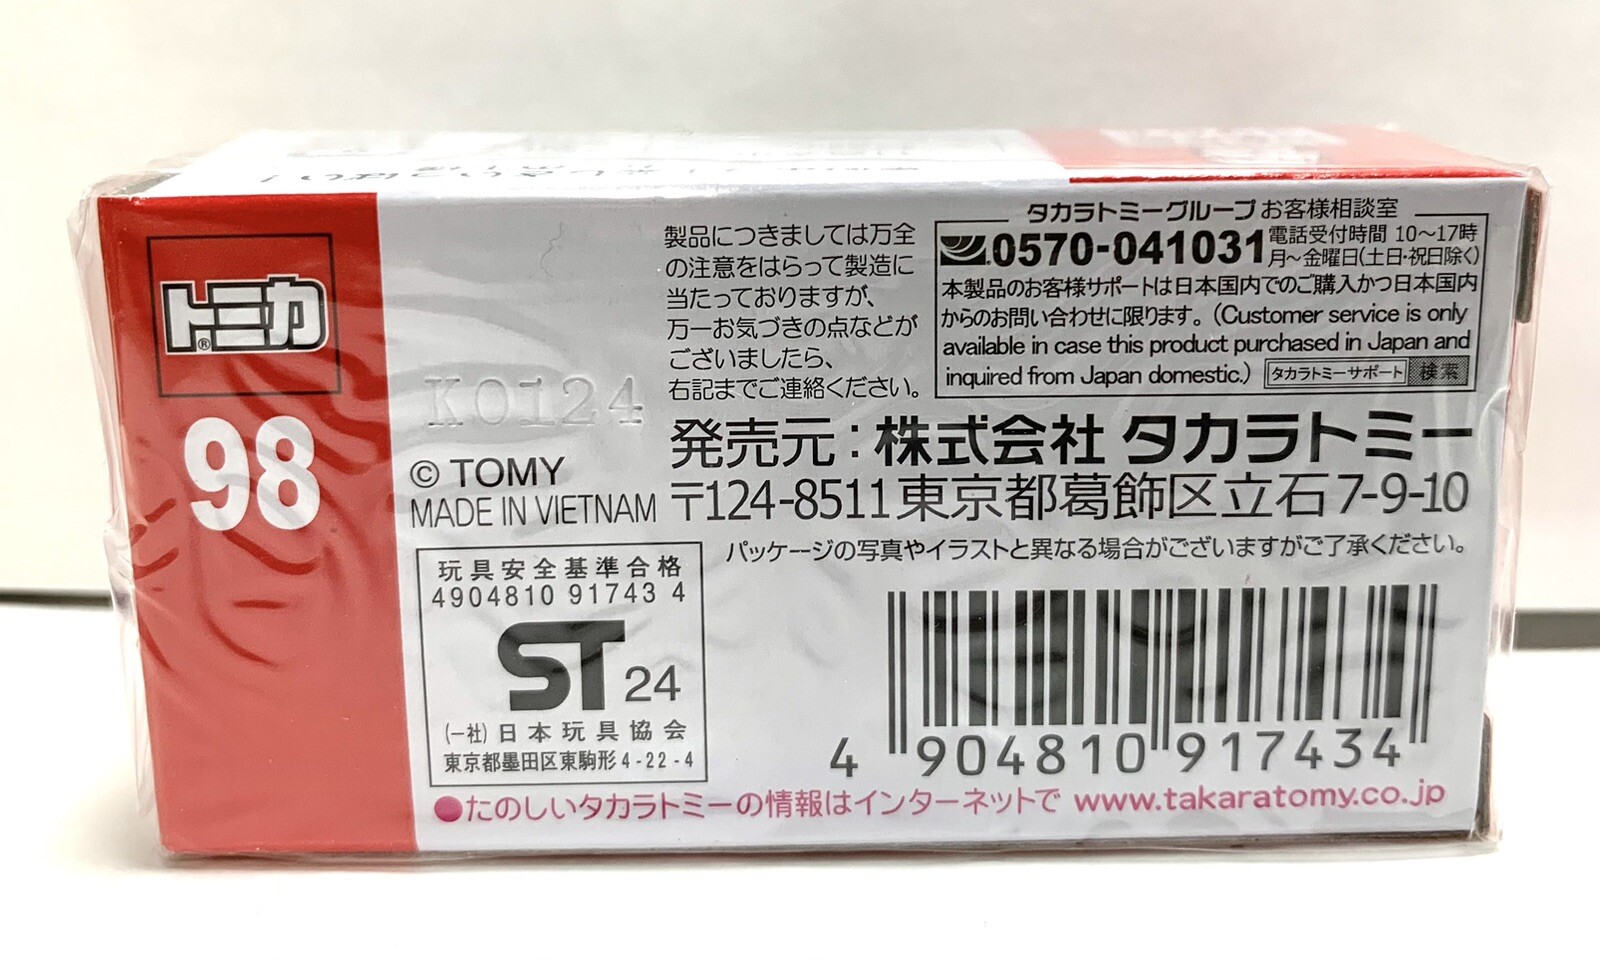 トミカ®
98
K0124
© TOMY
MADE IN VIETNAM
玩具安全基準合格
4904810 91743 4
ST 24
(一社)日本玩具協会
東京都墨田区東駒形4-22-4
製品につきましては万全
の注意をはらって製造に
当たっておりますが、
万一お気づきの点などが
ございましたら、
右記までご連絡ください。
タカラトミーグループお客様相談室
0570-041031 電話受付時間 10〜17時
月〜金曜日(土日・祝日除く)
本製品のお客様サポートは日本国内でのご購入かつ日本国内
からのお問い合わせに限ります。(Customer service is only
available in case this product purchased in Japan and
inquired from Japan domestic.) タカラトミーサポート 検索
発売元:株式会社 タカラトミー
〒124-8511東京都葛飾区立石7-9-10
パッケージの写真やイラストと異なる場合がございますがご了承ください。
4 904810 917434
●たのしいタカラトミーの情報はインターネットで www.takaratomy.co.jp